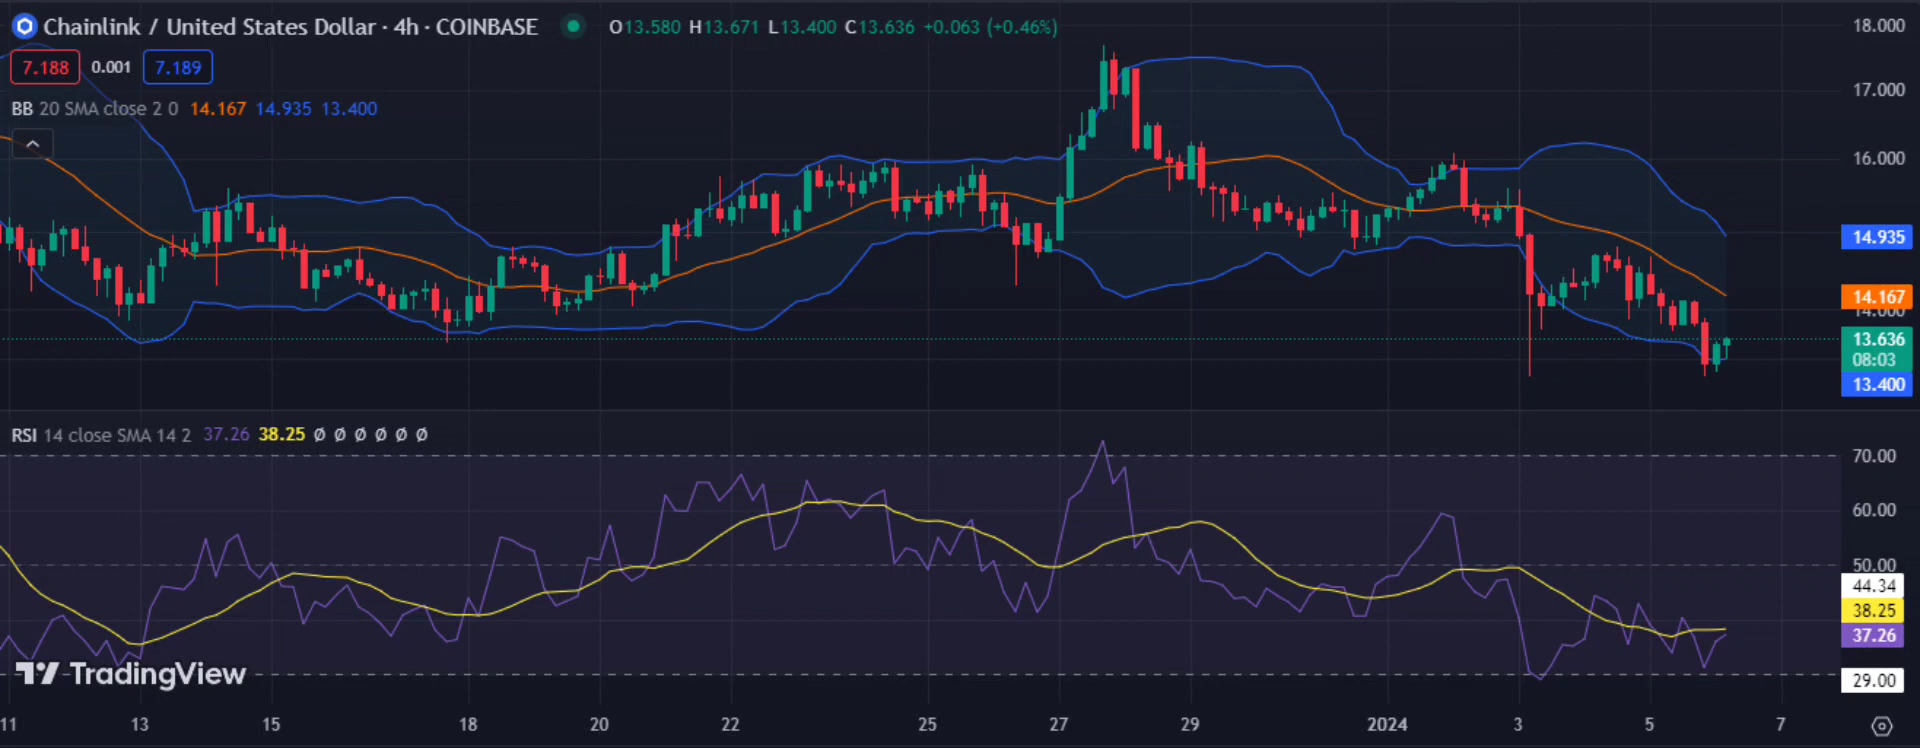 Chainlink / United States Dollar · 4h · COINBASE O13.580 H13.671 L13.400 C13.636 +0.063 (+0.46%)
7.188 0.001 7.189
BB 20 SMA close 2 0 14.167 14.935 13.400
18.000
17.000
16.000
14.935
14.167
14.000
13.636
08:03
13.400
RSI 14 close SMA 14 2 37.26 38.25 Ø Ø Ø Ø Ø Ø
70.00
60.00
50.00
44.34
38.25
37.26
29.00
TradingView
11 13 15 18 20 22 25 27 29 2024 3 5 7